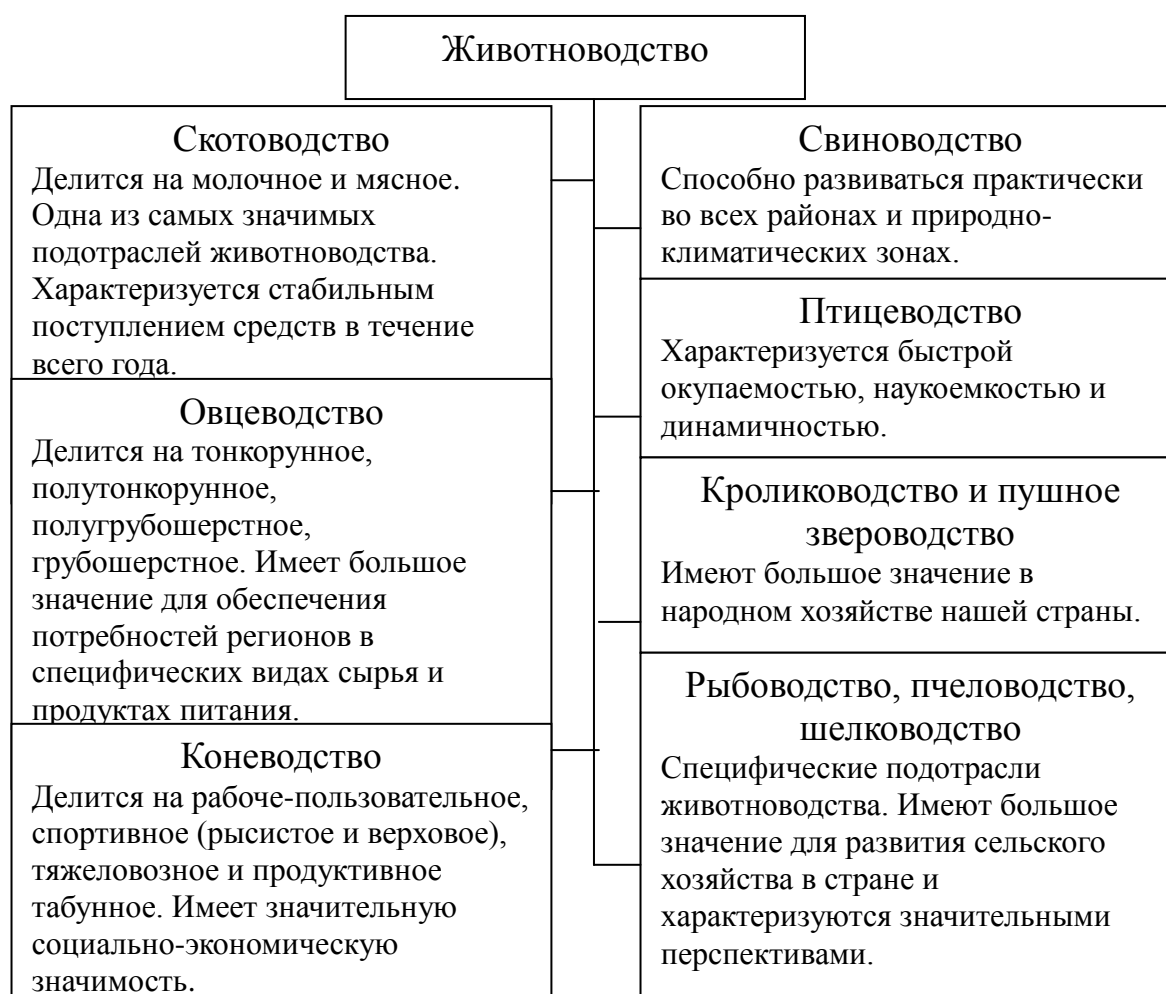 Животноводство
Скотоводство
Делится на молочное и мясное.
Одна из самых значимых
подотраслей животноводства.
Характеризуется стабильным
поступлением средств в течение
всего года.
Овцеводство
Делится на тонкорунное,
полутонкорунное,
полугрубошерстное,
грубошерстное. Имеет большое
значение для обеспечения
потребностей регионов в
специфических видах сырья и
продуктах питания.
Коневодство
Делится на рабоче-пользовательное,
спортивное (рысистое и верховое),
тяжеловозное и продуктивное
табунное. Имеет значительную
социально-экономическую
значимость.
Свиноводство
Способно развиваться практически
во всех районах и природно-
климатических зонах.
Птицеводство
Характеризуется быстрой
окупаемостью, наукоемкостью и
динамичностью.
Кролиководство и пушное
звероводство
Имеют большое значение в
народном хозяйстве нашей страны.
Рыбоводство, пчеловодство,
шелководство
Специфические подотрасли
животноводства. Имеют большое
значение для развития сельского
хозяйства в стране и
характеризуются значительными
перспективами.